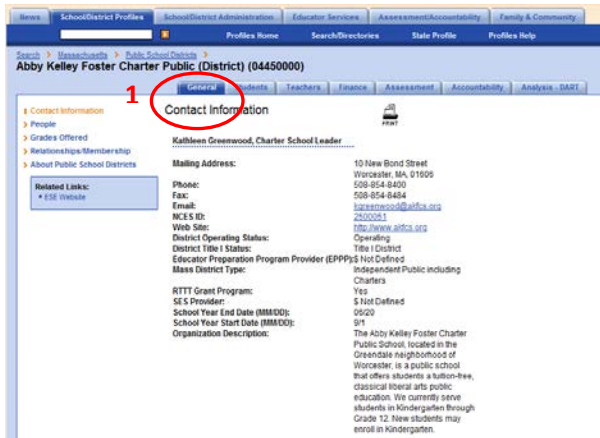 News School/District Profiles School/District Administration Educator Services Assessment/Accountability Family & Community
Profiles Home Search/Directories State Profile Profiles Help
Search > Massachusetts > Public School Districts >
Abby Kelley Foster Charter Public (District) (04450000)
1
General Students Teachers Finance Assessment Accountability Analysis - DART
Contact Information
People
Grades Offered
Relationships/Membership
About Public School Districts
Related Links:
ESE Website
Contact Information
PRINT
Kathleen Greenwood, Charter School Leader
Mailing Address: 10 New Bond Street
Worcester, MA, 01606
Phone: 508-854-8400
Fax: 508-854-8484
Email: kgreenwood@akfcs.org
NCES ID: 2500051
Web Site: http://www.akfcs.org
District Operating Status: Operating
District Title I Status: Title I District
Educator Preparation Program Provider (EPPP):$ Not Defined
Mass District Type: Independent Public including
Charters
RTTT Grant Program: Yes
SES Provider: $ Not Defined
School Year End Date (MM/DD): 06/20
School Year Start Date (MM/DD): 9/1
Organization Description: The Abby Kelley Foster Charter
Public School, located in the
Greendale neighborhood of
Worcester, is a public school
that offers students a tuition-free,
classical liberal arts public
education. We currently serve
students in Kindergarten through
Grade 12. New students may
enroll in Kindergarten.